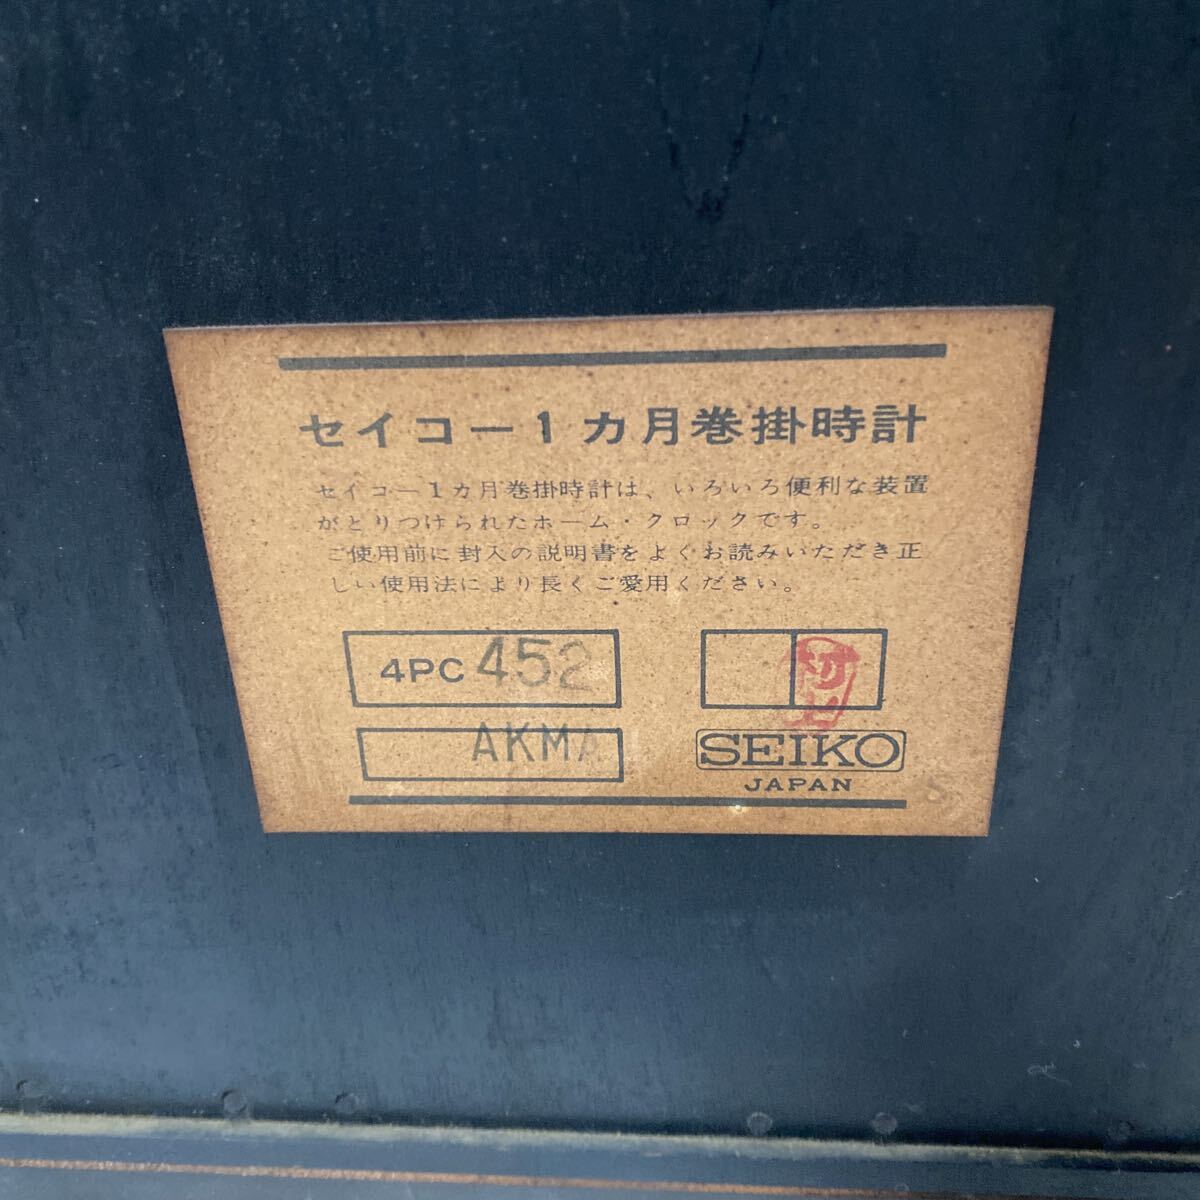 セイコー1カ月巻掛時計
セイコー1カ月巻掛時計は、いろいろ便利な装置
がとりつけられたホーム・クロックです。
ご使用前に封入の説明書をよくお読みいただき正
しい使用法により長くご愛用ください。
4PC 452
AKMA
SEIKO
JAPAN